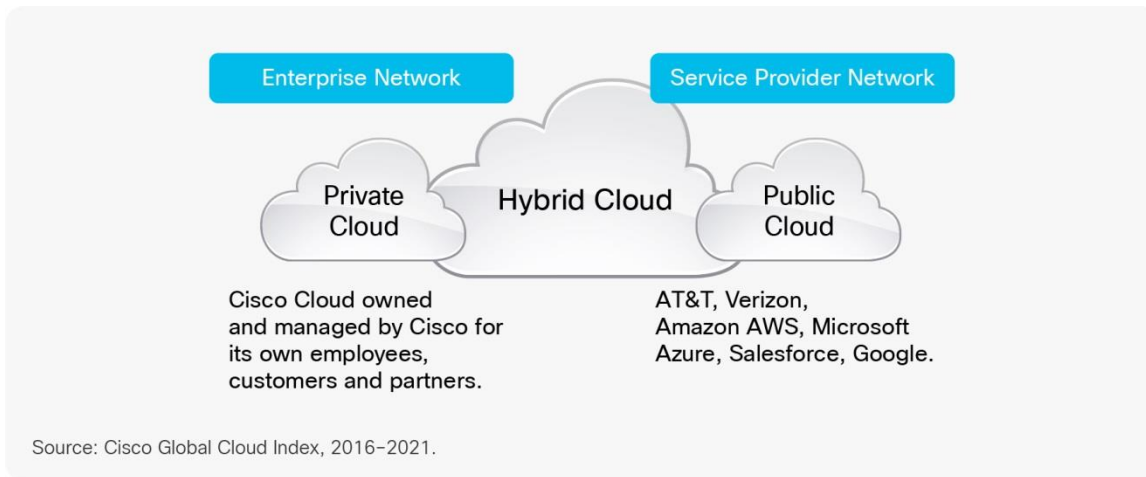 Enterprise Network
Service Provider Network
Private
Cloud
Hybrid Cloud
Public
Cloud
Cisco Cloud owned
and managed by Cisco for
its own employees,
customers and partners.
AT&T, Verizon,
Amazon AWS, Microsoft
Azure, Salesforce, Google.
Source: Cisco Global Cloud Index, 2016–2021.